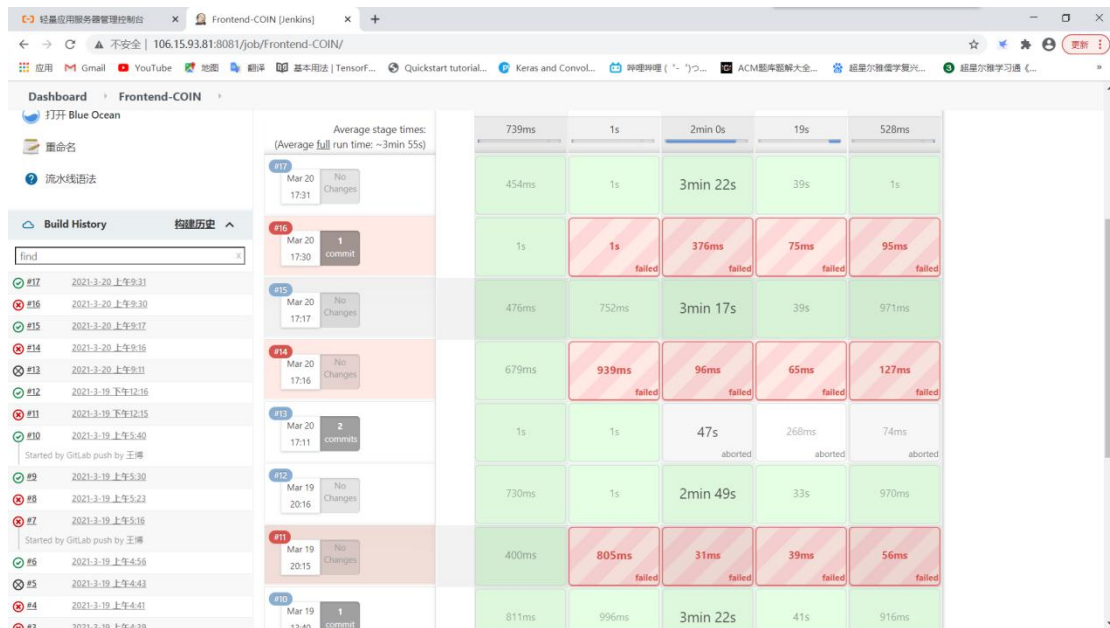 轻量应用服务器管理控制台
Frontend-COIN [Jenkins]
不安全 | 106.15.93.81:8081/job/Frontend-COIN/
更新
应用 Gmail YouTube 地图 翻译 基本用法 | TensorF... Quickstart tutorial... Keras and Convol... 哔哩哔哩 ( ゜- ゜)つ... ACM题库题解大全... 超星尔雅儒学复兴... 超星尔雅学习通《...
Dashboard Frontend-COIN
打开 Blue Ocean
重命名
流水线语法
Build History 构建历史
find x
#17 2021-3-20 上午9:31
#16 2021-3-20 上午9:30
#15 2021-3-20 上午9:17
#14 2021-3-20 上午9:16
#13 2021-3-20 上午9:11
#12 2021-3-19 下午12:16
#11 2021-3-19 下午12:15
#10 2021-3-19 上午5:40
Started by GitLab push by 王博
#9 2021-3-19 上午5:30
#8 2021-3-19 上午5:23
#7 2021-3-19 上午5:16
Started by GitLab push by 王博
#6 2021-3-19 上午4:56
#5 2021-3-19 上午4:43
#4 2021-3-19 上午4:41
#3 2021-3-19 上午4:39
Average stage times:
(Average full run time: ~3min 55s)
739ms 1s 2min 0s 19s 528ms
#17
Mar 20 17:31
No Changes
454ms 1s 3min 22s 39s 1s
#16
Mar 20 17:30
1 commit
1s 1s 376ms 75ms 95ms
failed failed failed failed
#15
Mar 20 17:17
No Changes
476ms 752ms 3min 17s 39s 971ms
#14
Mar 20 17:16
No Changes
679ms 939ms 96ms 65ms 127ms
failed failed failed failed
#13
Mar 20 17:11
2 commits
1s 1s 47s 268ms 74ms
aborted aborted aborted
#12
Mar 19 20:16
No Changes
730ms 1s 2min 49s 33s 970ms
#11
Mar 19 20:15
No Changes
400ms 805ms 31ms 39ms 56ms
failed failed failed failed
#10
Mar 19 13:40
1 commit
811ms 996ms 3min 22s 41s 916ms